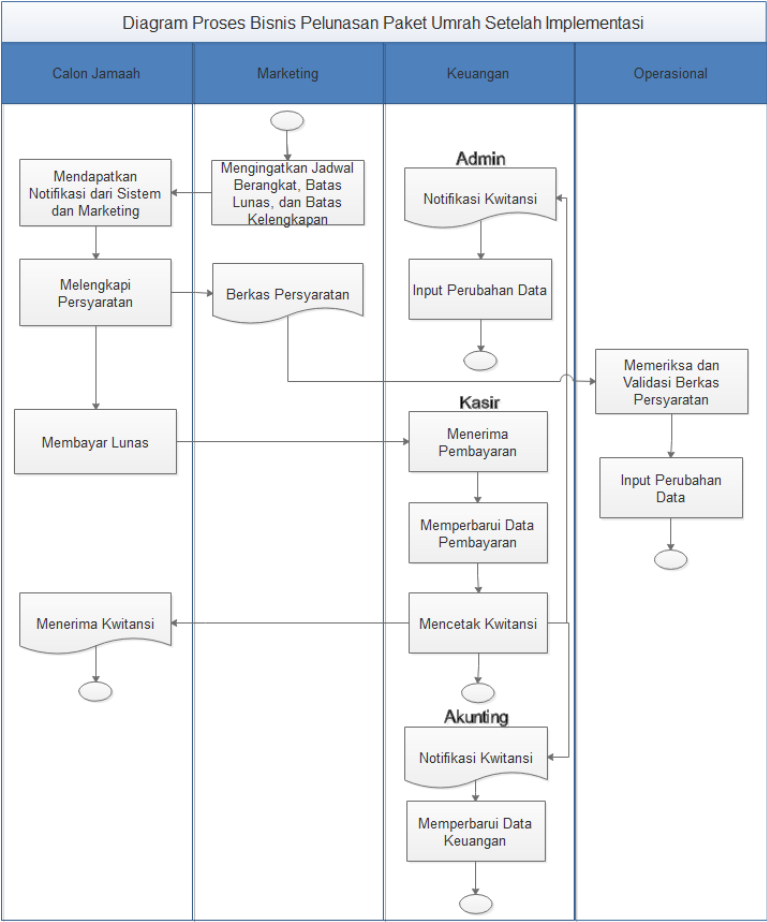 Diagram Proses Bisnis Pelunasan Paket Umrah Setelah Implementasi
Calon Jamaah
Marketing
Keuangan
Operasional
Mendapatkan
Notifikasi dari Sistem
dan Marketing
Mengingatkan Jadwal
Berangkat, Batas
Lunas, dan Batas
Kelengkapan
Admin
Notifikasi Kwitansi
Melengkapi
Persyaratan
Berkas Persyaratan
Input Perubahan Data
Memeriksa dan
Validasi Berkas
Persyaratan
Kasir
Membayar Lunas
Menerima
Pembayaran
Input Perubahan
Data
Memperbarui Data
Pembayaran
Menerima Kwitansi
Mencetak Kwitansi
Akunting
Notifikasi Kwitansi
Memperbarui Data
Keuangan